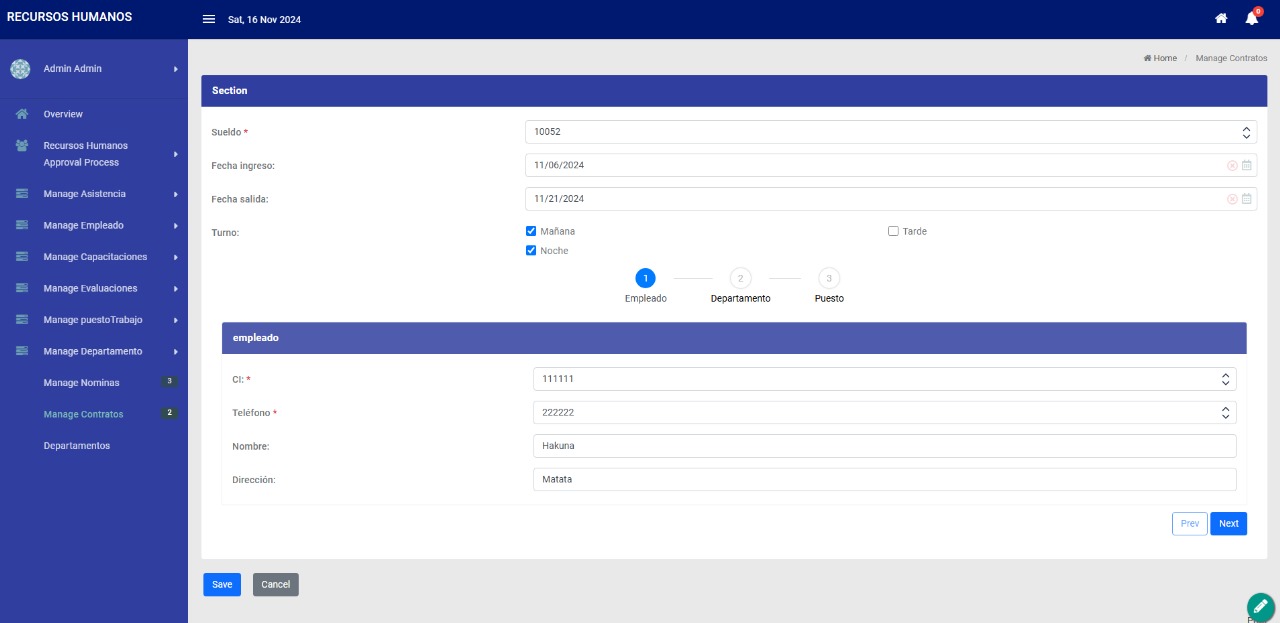 RECURSOS HUMANOS
Sat, 16 Nov 2024
0
Admin Admin
Home / Manage Contratos
Section
Overview
Recursos Humanos
Approval Process
Manage Asistencia
Manage Empleado
Manage Capacitaciones
Manage Evaluaciones
Manage puestoTrabajo
Manage Departamento
Manage Nominas 3
Manage Contratos 2
Departamentos
Sueldo * 10052
Fecha ingreso: 11/06/2024
Fecha salida: 11/21/2024
Turno: Mañana Tarde
Noche
1 2 3
Empleado Departamento Puesto
empleado
CI: * 111111
Teléfono * 222222
Nombre: Hakuna
Dirección: Matata
Prev Next
Save Cancel